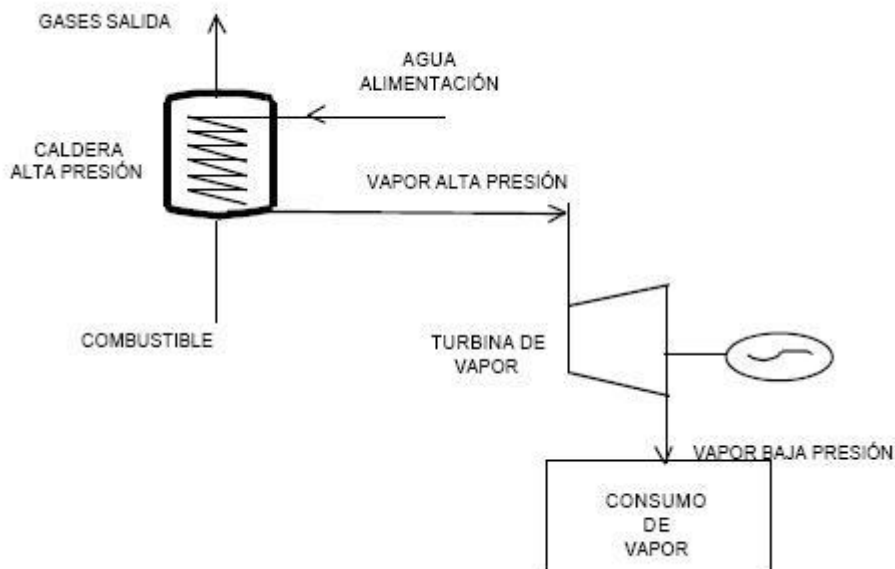 GASES SALIDA
AGUA
ALIMENTACIÓN
CALDERA
ALTA PRESIÓN
VAPOR ALTA PRESIÓN
COMBUSTIBLE
TURBINA DE
VAPOR
VAPOR BAJA PRESIÓN
CONSUMO
DE
VAPOR